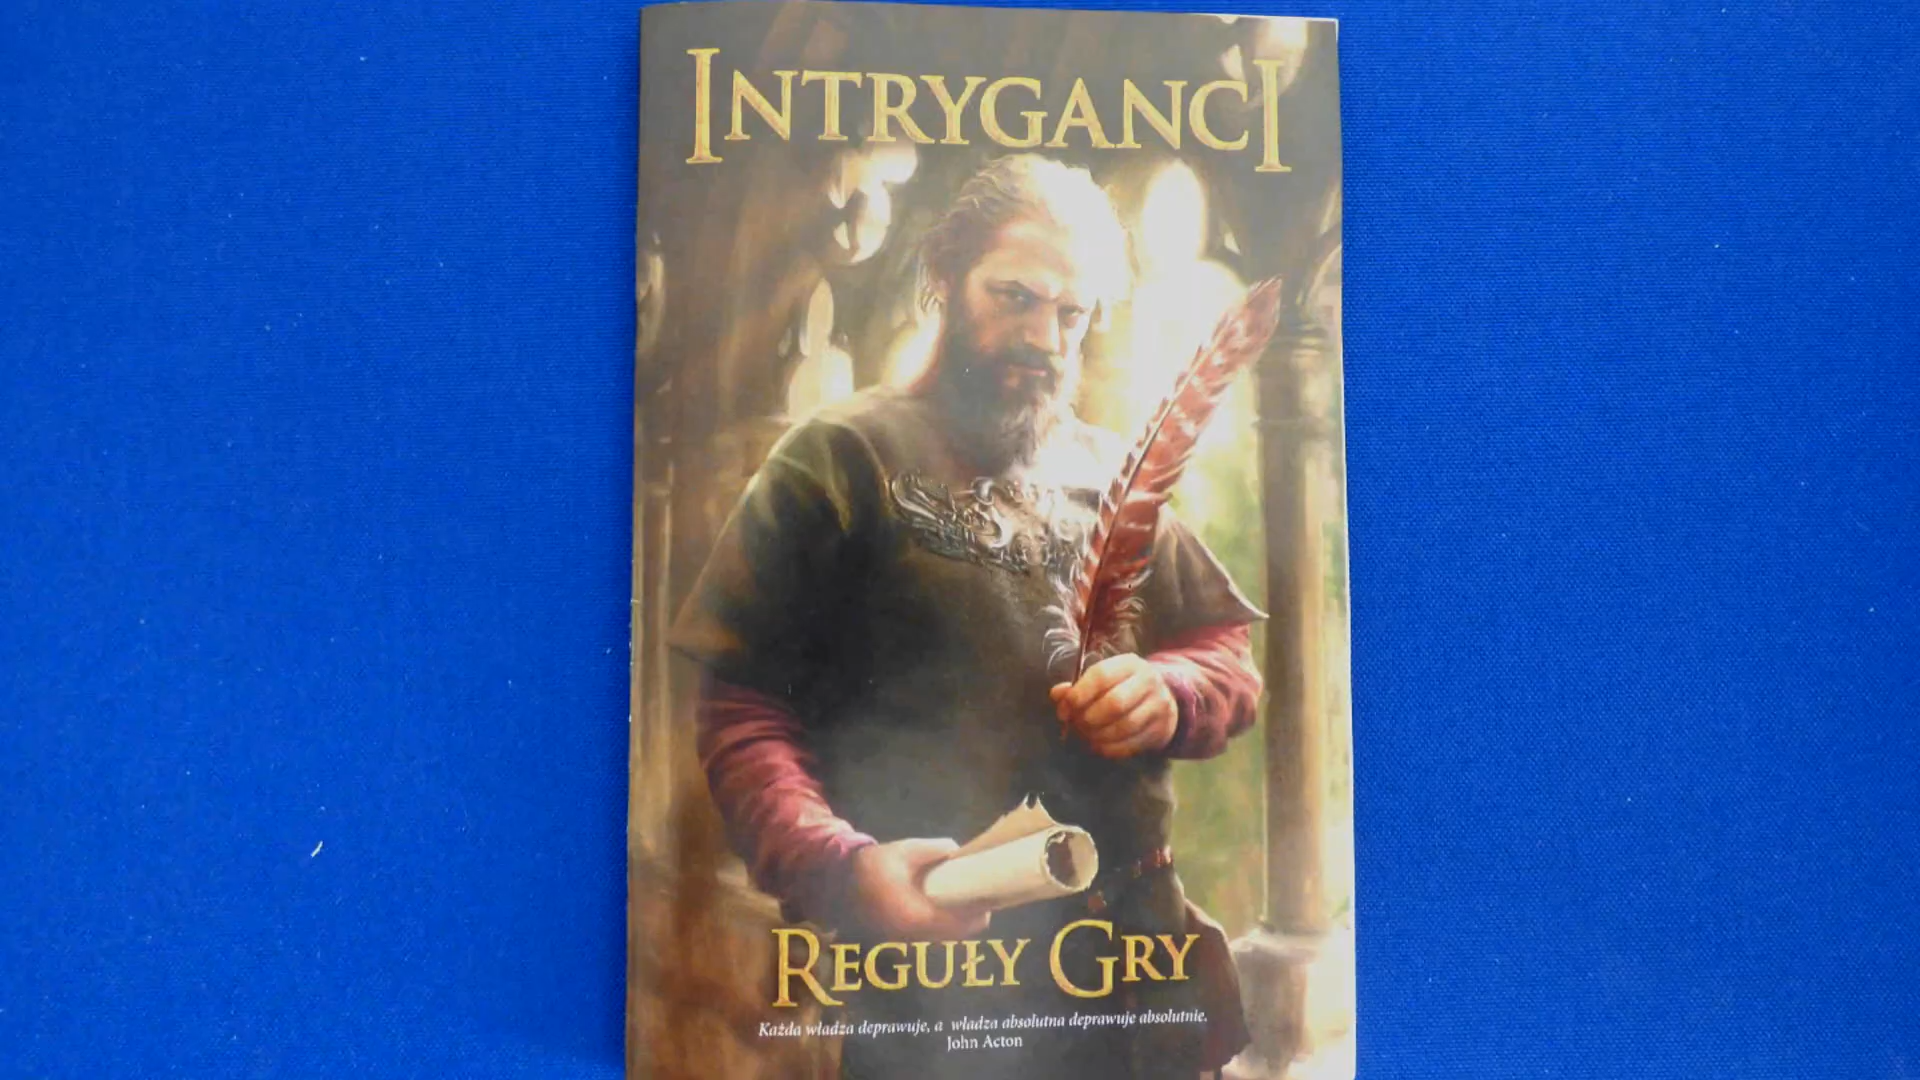 INTRYGANCI
REGUŁY GRY
Każda władza deprawuje, a władza absolutna deprawuje absolutnie.
John Acton